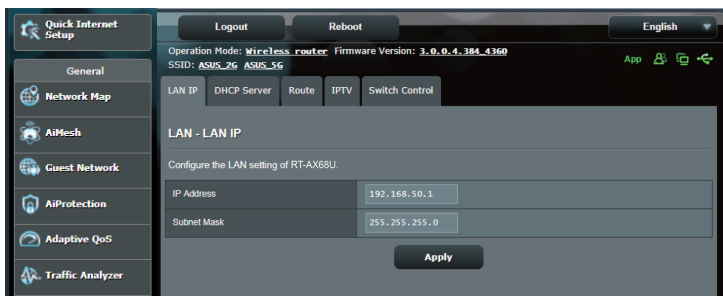 Quick Internet
Setup
Logout
Reboot
English
Operation Mode: Wireless router Firmware Version: 3.0.0.4.384_4360
SSID: ASUS_2G ASUS_5G
App
General
Network Map
AiMesh
Guest Network
AiProtection
Adaptive QoS
Traffic Analyzer
LAN IP DHCP Server Route IPTV Switch Control
LAN - LAN IP
Configure the LAN setting of RT-AX68U.
IP Address 192.168.50.1
Subnet Mask 255.255.255.0
Apply